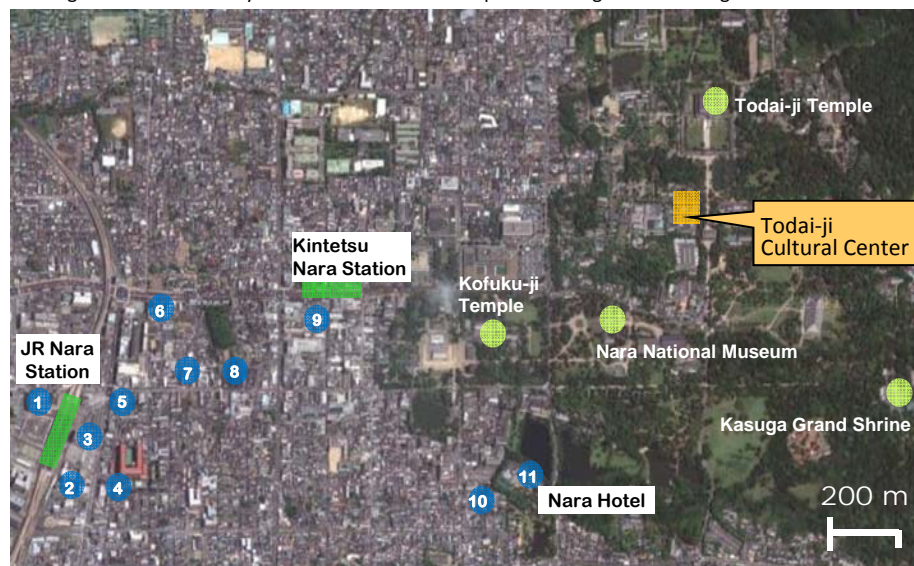 Todai-ji Temple
Todai-ji
Cultural Center
Kintetsu
Nara Station
Kofuku-ji
Temple
6
9
Nara National Museum
JR Nara
Station
7
8
1
5
Kasuga Grand Shrine
3
2
4
11
10
Nara Hotel
200 m